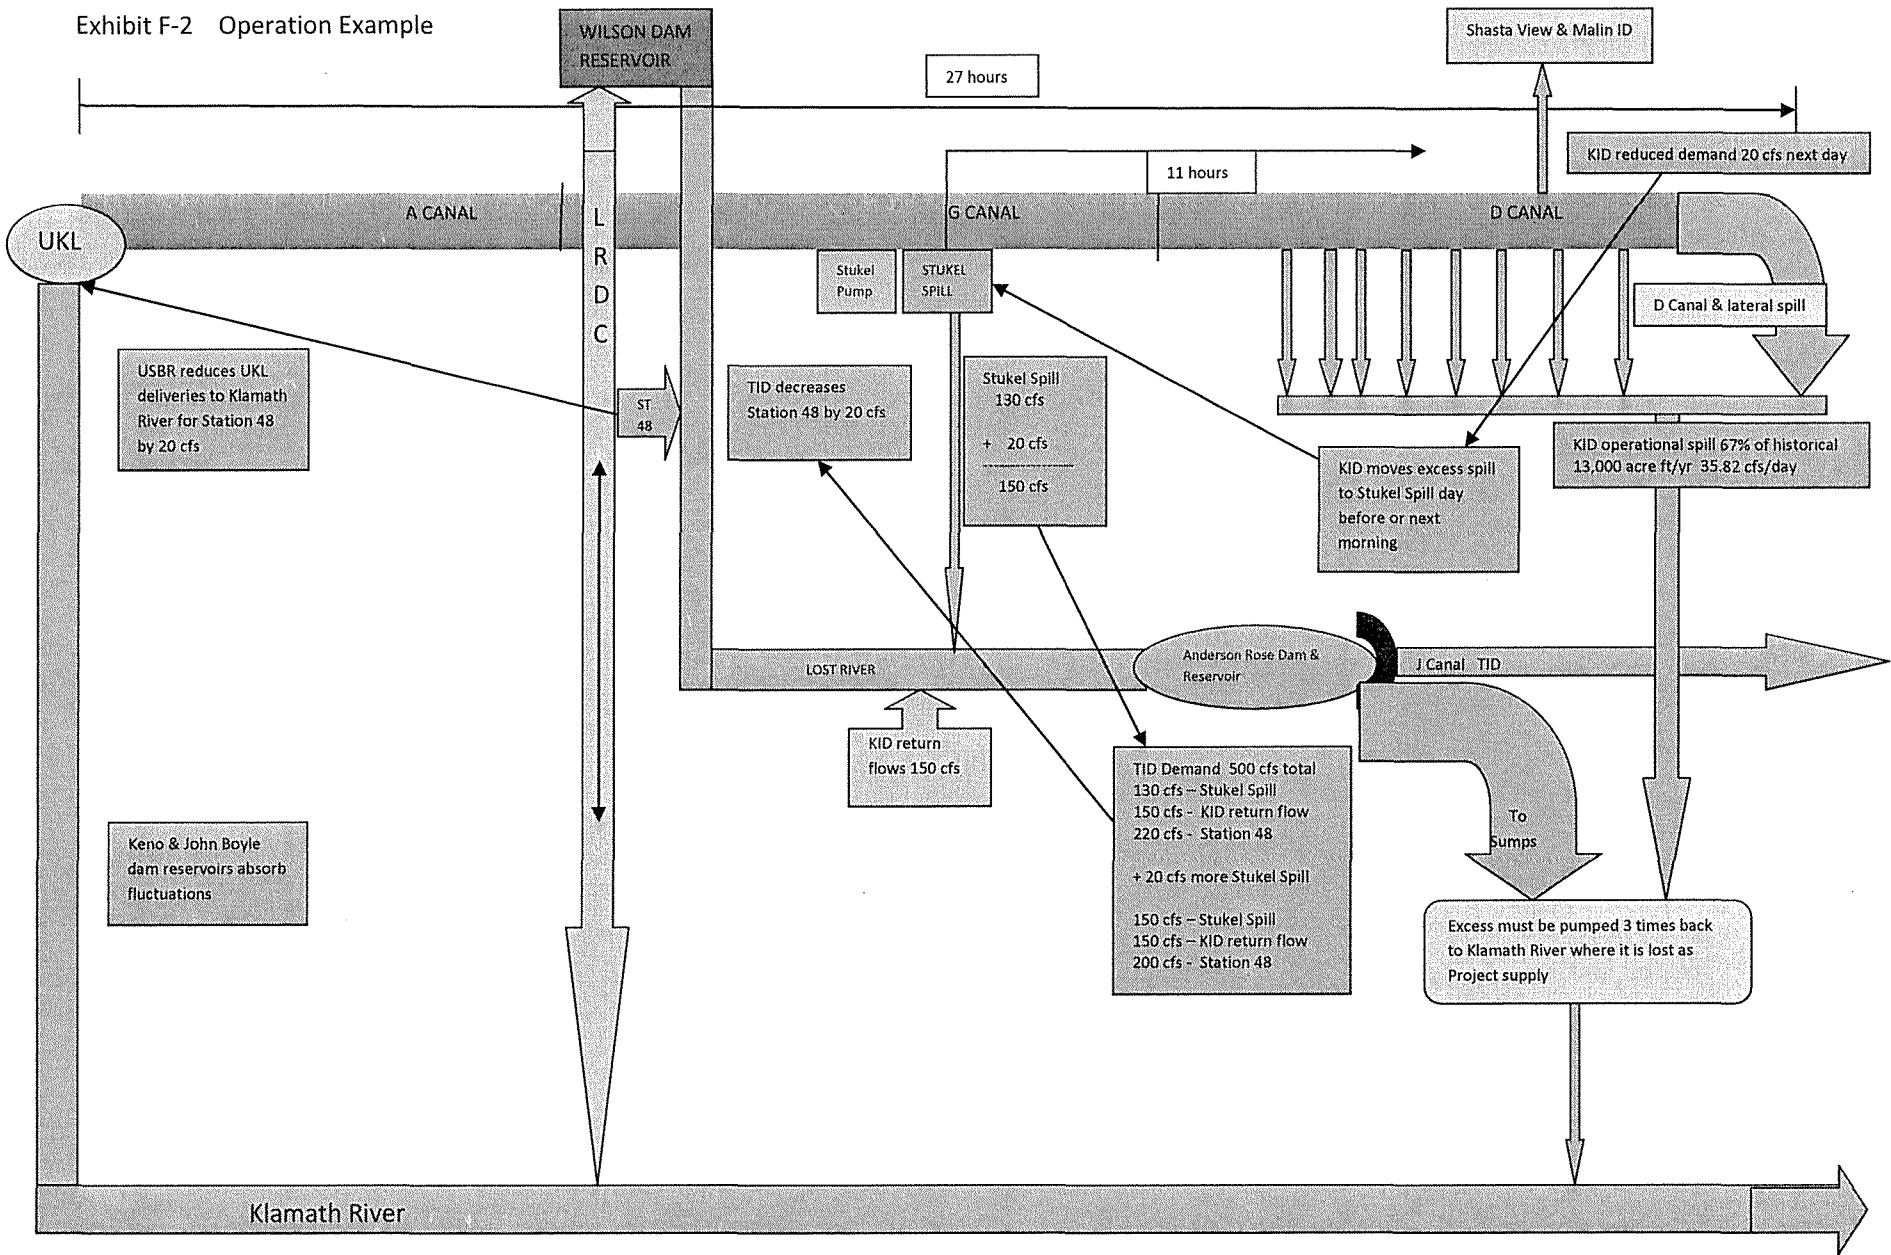 Exhibit F-2 Operation Example
WILSON DAM
RESERVOIR
Shasta View & Malin ID
27 hours
KID reduced demand 20 cfs next day
11 hours
A CANAL
G CANAL
D CANAL
L
R
D
C
UKL
Stukel
Pump
STUKEL
SPILL
D Canal & lateral spill
USBR reduces UKL
deliveries to Klamath
River for Station 48
by 20 cfs
ST
48
TID decreases
Station 48 by 20 cfs
Stukel Spill
130 cfs
+ 20 cfs
150 cfs
KID moves excess spill
to Stukel Spill day
before or next
morning
KID operational spill 67% of historical
13,000 acre ft/yr 35.82 cfs/day
LOST RIVER
Anderson Rose Dam &
Reservoir
J Canal TID
KID return
flows 150 cfs
TID Demand 500 cfs total
130 cfs – Stukel Spill
150 cfs - KID return flow
220 cfs - Station 48
+ 20 cfs more Stukel Spill
150 cfs – Stukel Spill
150 cfs – KID return flow
200 cfs - Station 48
To
Sumps
Keno & John Boyle
dam reservoirs absorb
fluctuations
Excess must be pumped 3 times back
to Klamath River where it is lost as
Project supply
Klamath River